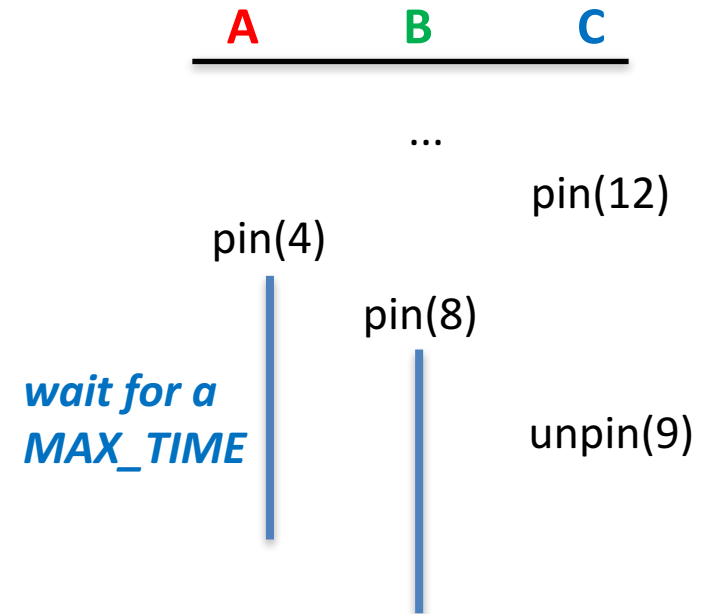 A B C
...
pin(12)
pin(4)
pin(8)
wait for a
MAX_TIME
unpin(9)